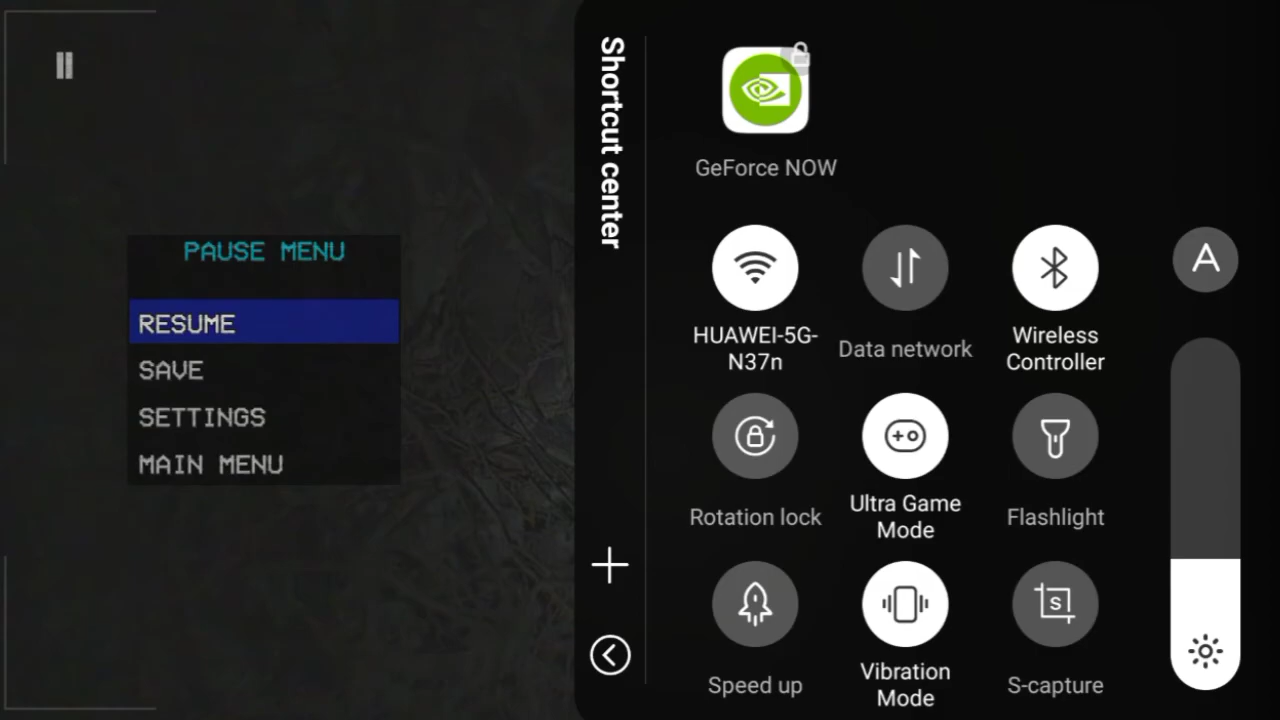 PAUSE MENU
RESUME
SAVE
SETTINGS
MAIN MENU
Shortcut center
GeForce NOW
HUAWEI-5G-
N37n
Data network
Wireless
Controller
A
Rotation lock
Ultra Game
Mode
Flashlight
S
Speed up
Vibration
Mode
S-capture